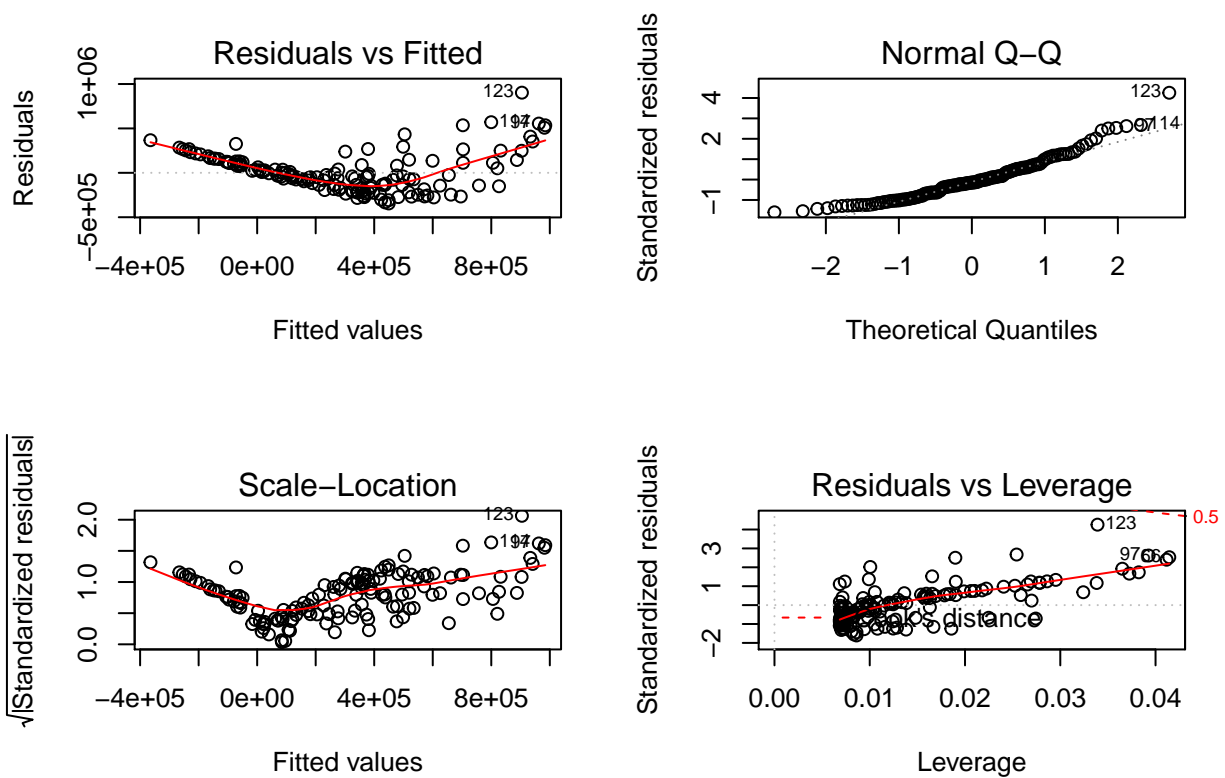 Residuals vs Fitted
Residuals
−5e+05
1e+06
123
−4e+05 0e+00 4e+05 8e+05
Fitted values
Normal Q−Q
Standardized residuals
−1 2 4
123
97114
−2 −1 0 1 2
Theoretical Quantiles
Scale−Location
√|Standardized residuals|
0.0 1.0 2.0
123
−4e+05 0e+00 4e+05 8e+05
Fitted values
Residuals vs Leverage
Standardized residuals
−2 1 3
123
0.5
distance
0.00 0.01 0.02 0.03 0.04
Leverage